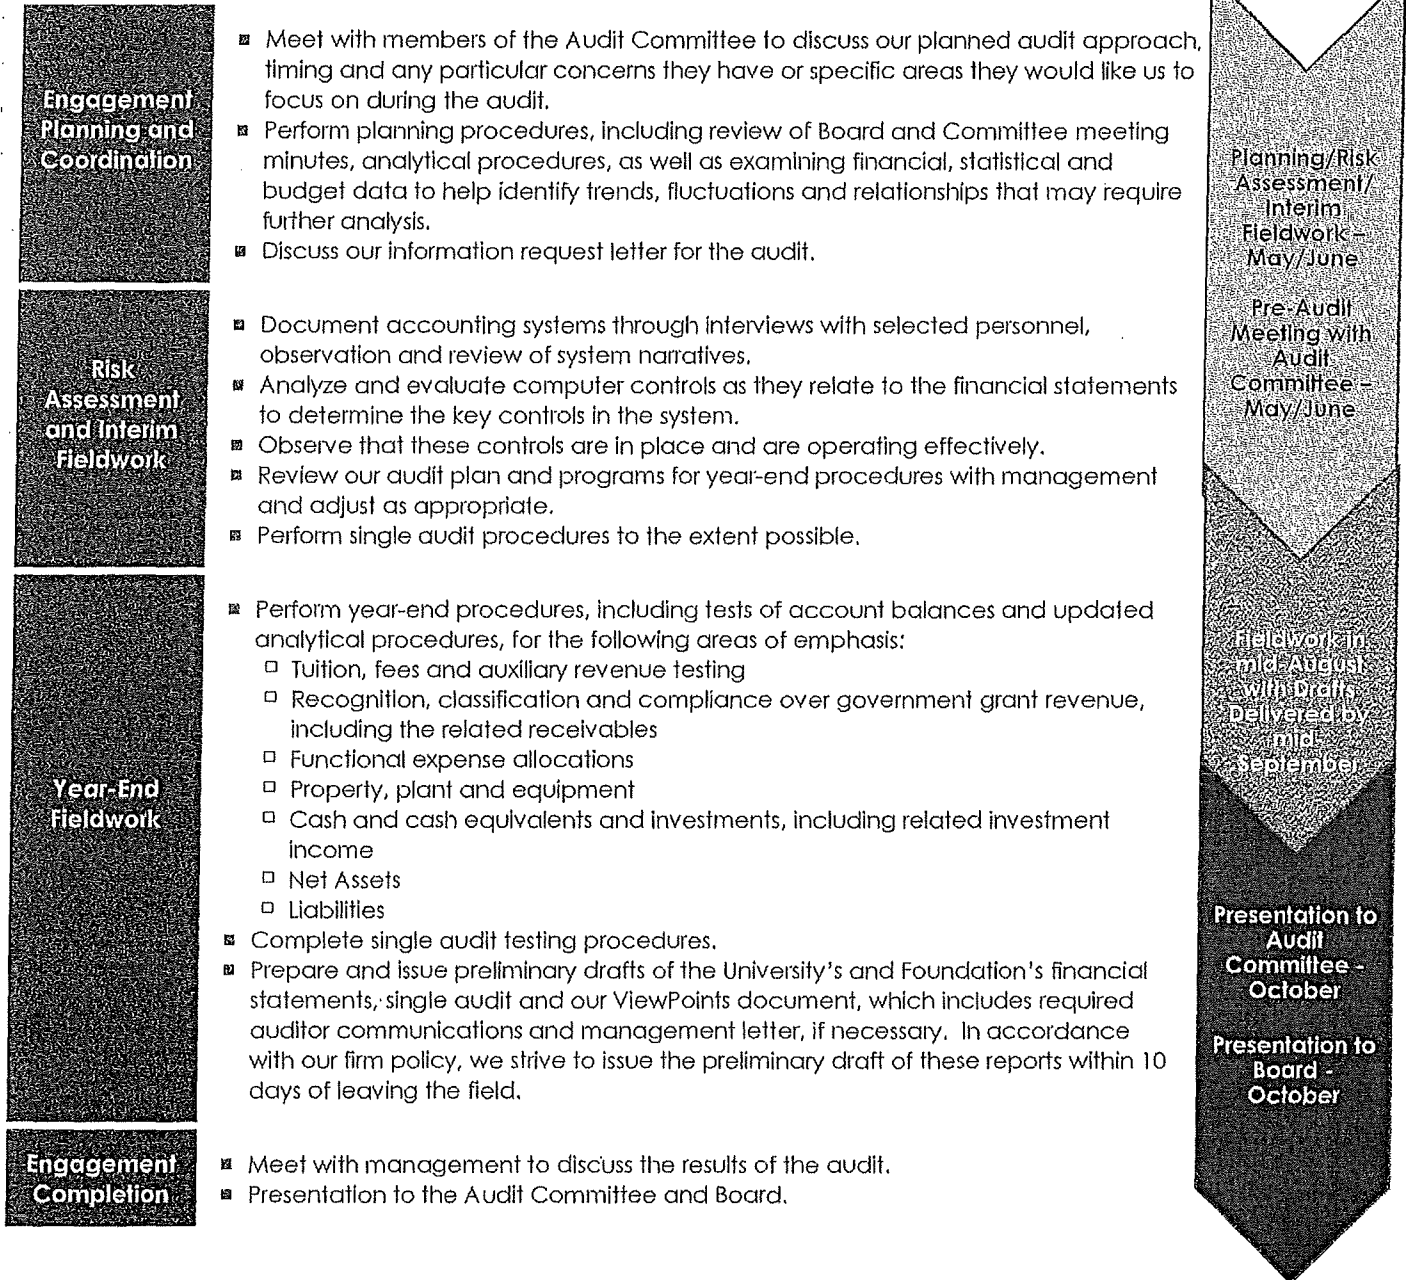 Engagement
Planning and
Coordination
Meet with members of the Audit Committee to discuss our planned audit approach,
timing and any particular concerns they have or specific areas they would like us to
focus on during the audit.
Perform planning procedures, including review of Board and Committee meeting
minutes, analytical procedures, as well as examining financial, statistical and
budget data to help identify trends, fluctuations and relationships that may require
further analysis.
Discuss our information request letter for the audit.
Risk
Assessment
and Interim
Fieldwork
Document accounting systems through interviews with selected personnel,
observation and review of system narratives.
Analyze and evaluate computer controls as they relate to the financial statements
to determine the key controls in the system.
Observe that these controls are in place and are operating effectively.
Review our audit plan and programs for year-end procedures with management
and adjust as appropriate.
Perform single audit procedures to the extent possible.
Year-End
Fieldwork
Perform year-end procedures, including tests of account balances and updated
analytical procedures, for the following areas of emphasis:
Tuition, fees and auxiliary revenue testing
Recognition, classification and compliance over government grant revenue,
including the related receivables
Functional expense allocations
Property, plant and equipment
Cash and cash equivalents and investments, including related investment
income
Net Assets
Liabilities
Complete single audit testing procedures.
Prepare and issue preliminary drafts of the University's and Foundation's financial
statements, single audit and our ViewPoints document, which includes required
auditor communications and management letter, if necessary. In accordance
with our firm policy, we strive to issue the preliminary draft of these reports within 10
days of leaving the field.
Engagement
Completion
Meet with management to discuss the results of the audit.
Presentation to the Audit Committee and Board.
Planning/Risk
Assessment/
Interim
Fieldwork –
May/June
Pre-Audit
Meeting with
Audit
Committee –
May/June
Fieldwork in
mid-August
with Drafts
Delivered by
mid-
September
Presentation to
Audit
Committee -
October
Presentation to
Board -
October